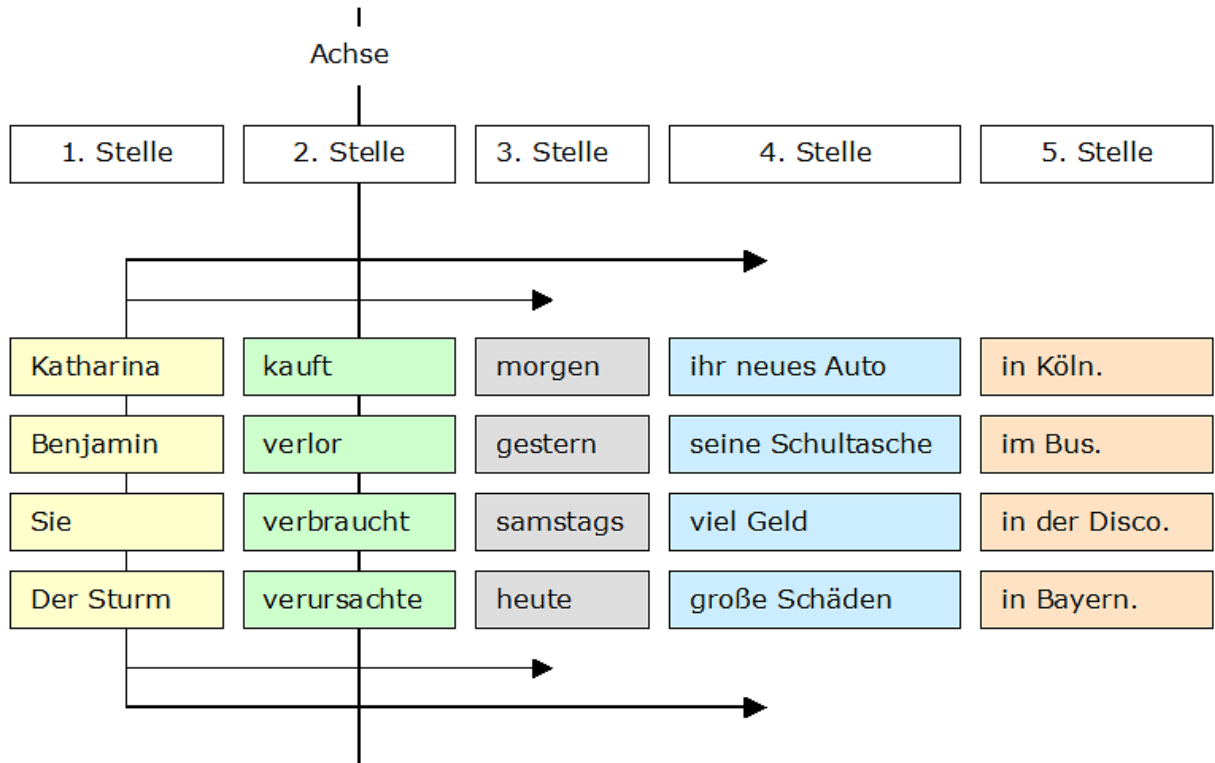 Achse
1. Stelle 2. Stelle 3. Stelle 4. Stelle 5. Stelle
Katharina kauft morgen ihr neues Auto in Köln.
Benjamin verlor gestern seine Schultasche im Bus.
Sie verbraucht samstags viel Geld in der Disco.
Der Sturm verursachte heute große Schäden in Bayern.